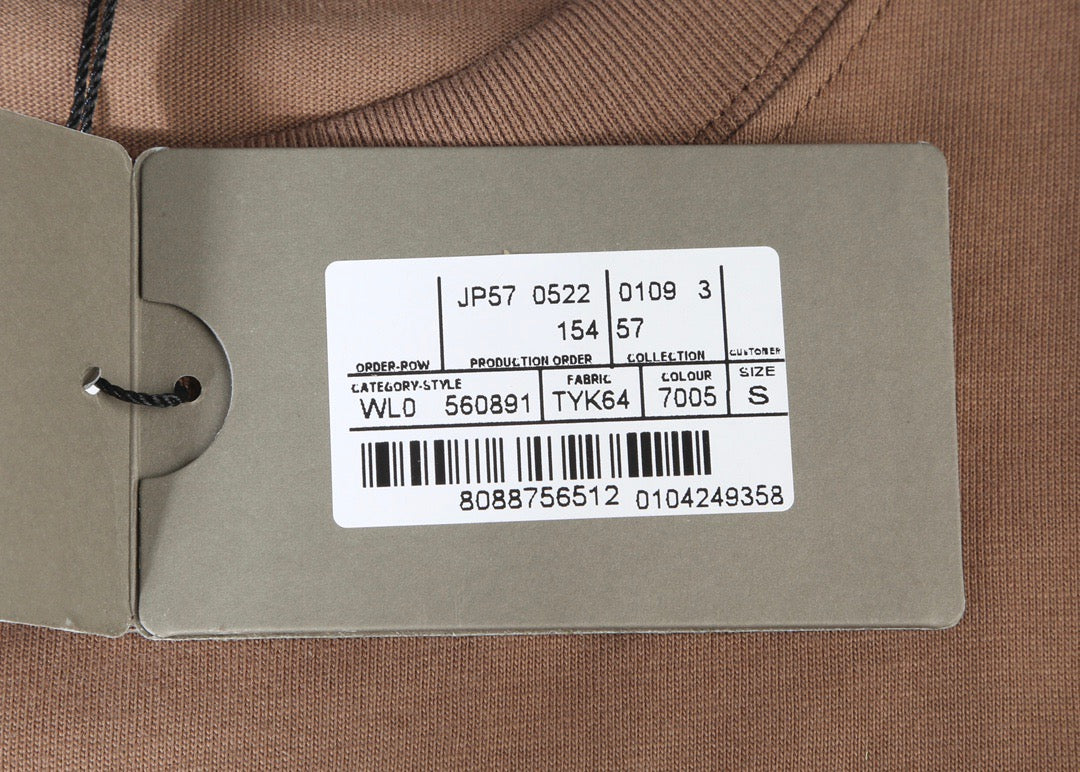 JP57 0522 0109 3
154 57
ORDER-ROW PRODUCTION ORDER COLLECTION CUSTOMER
CATEGORY-STYLE FABRIC COLOUR SIZE
WL0 560891 TYK64 7005 S
8088756512 0104249358